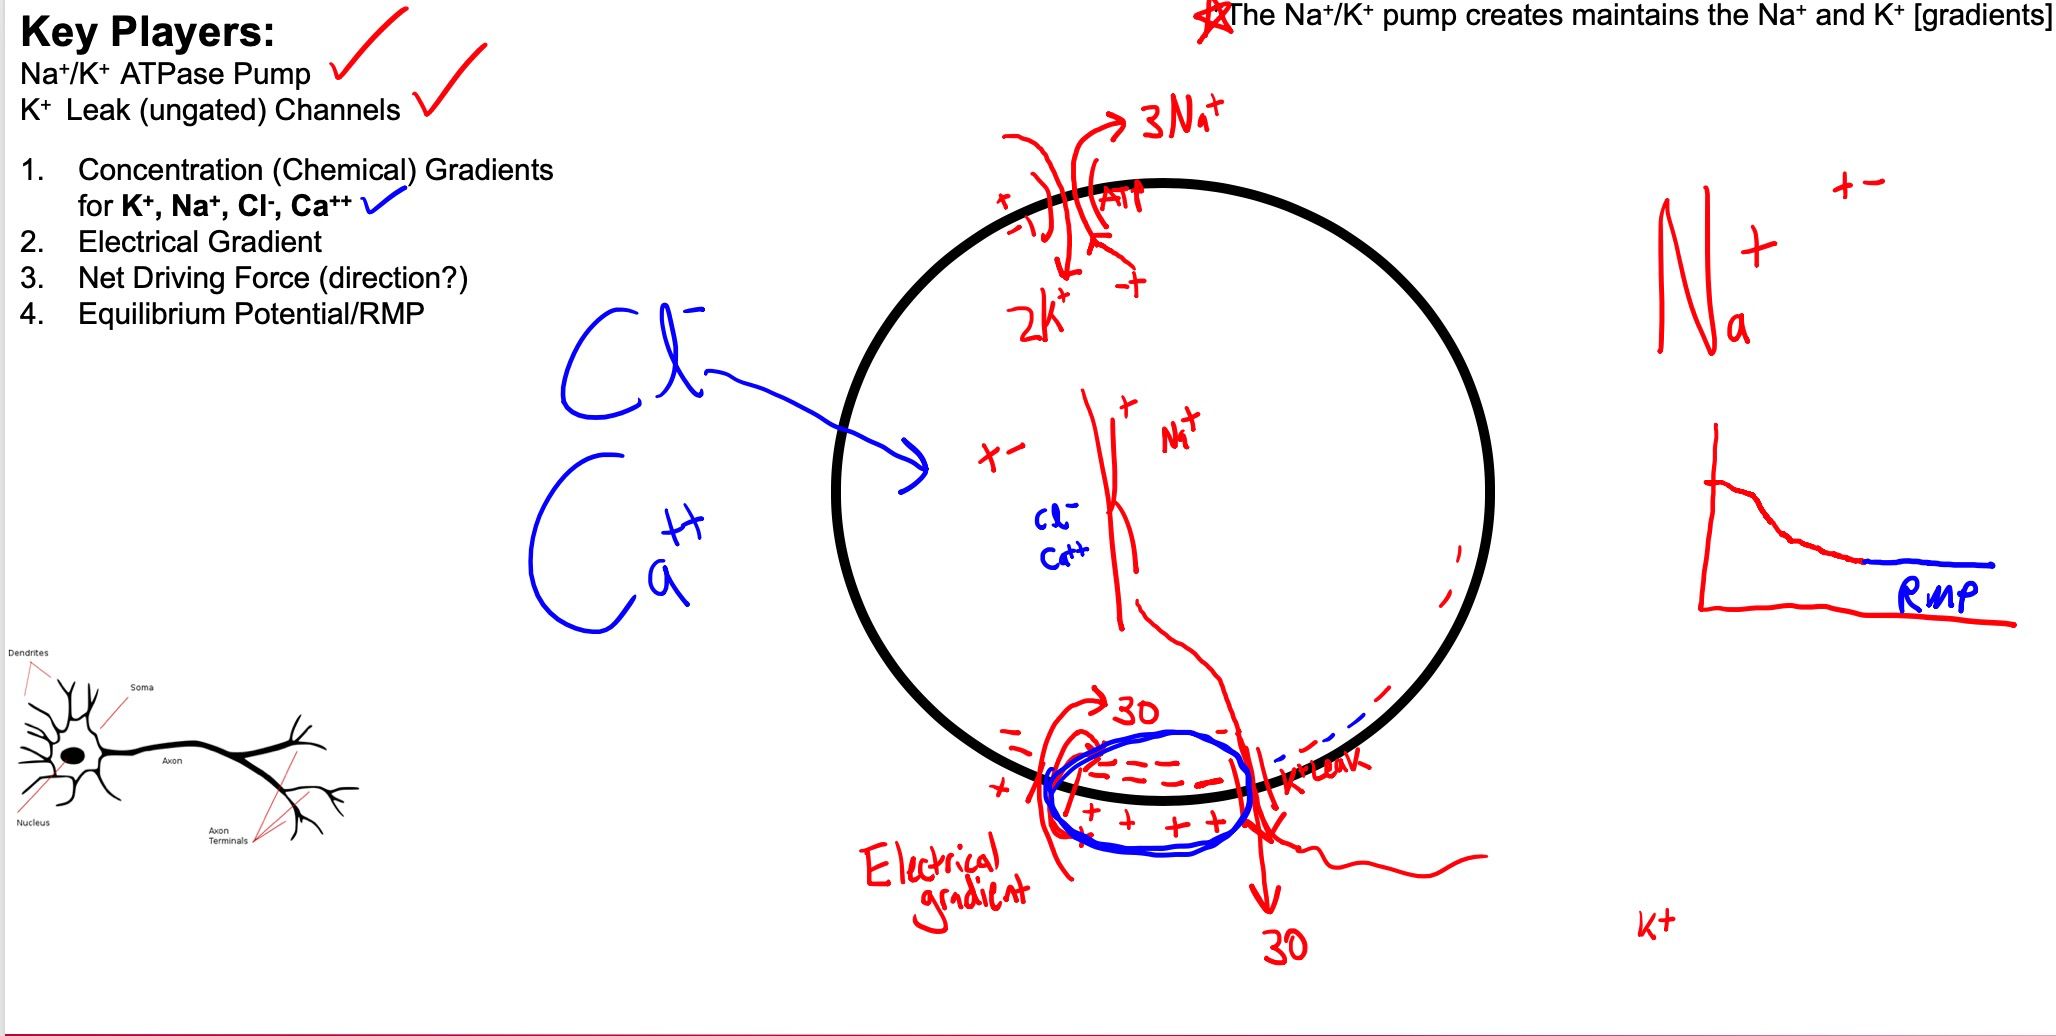 Key Players:
Na⁺/K⁺ ATPase Pump
K⁺ Leak (ungated) Channels
1. Concentration (Chemical) Gradients
for K⁺, Na⁺, Cl⁻, Ca⁺⁺
2. Electrical Gradient
3. Net Driving Force (direction?)
4. Equilibrium Potential/RMP
The Na⁺/K⁺ pump creates maintains the Na⁺ and K⁺ [gradients]
3Na⁺
ATP
+
-
- +
2K⁺
+ -
Na⁺
Cl⁻
Ca⁺⁺
+ -
+
Na⁺
Cl⁻
Ca⁺⁺
RMP
30
K⁺ Leak
+
+ + + +
Electrical
gradient
30
K⁺
Dendrites
Soma
Axon
Nucleus
Axon
Terminals